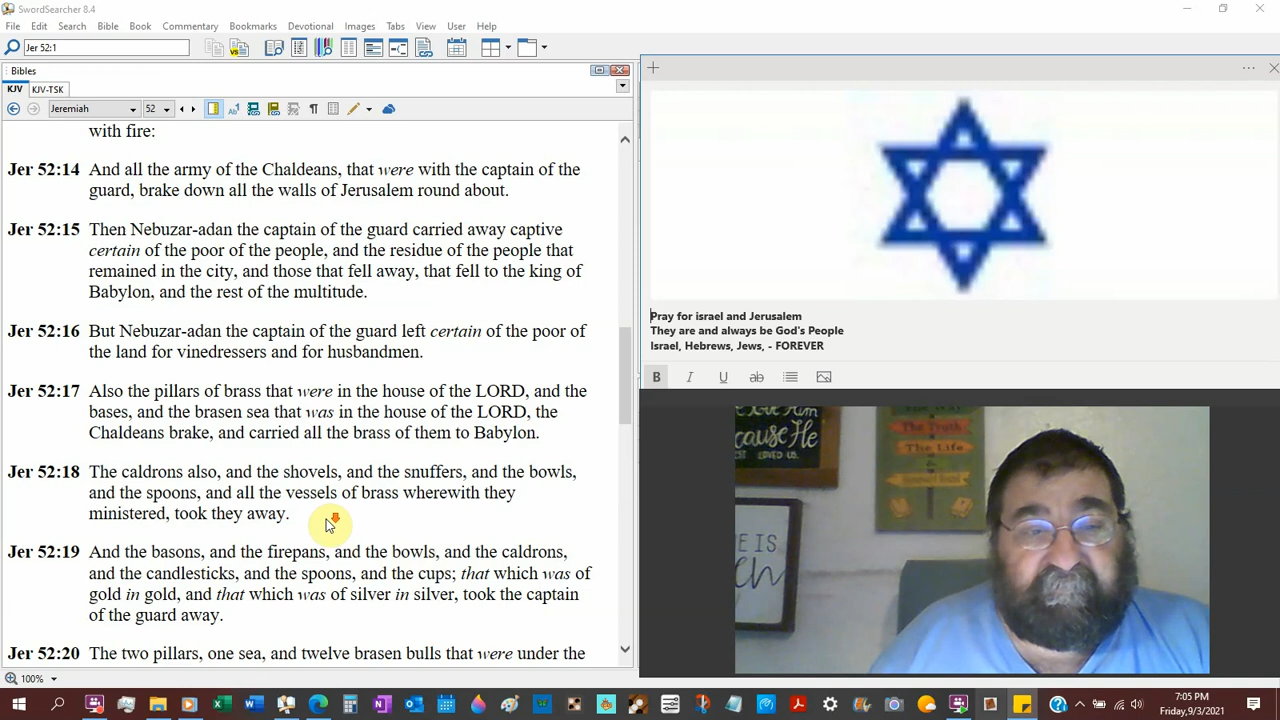 SwordSearcher 8.4
File Edit Search Bible Book Commentary Bookmarks Devotional Images Tabs View User Help
Jer 52:1
Bibles
KJV KJV-TSK
Jeremiah 52
with fire:
Jer 52:14 And all the army of the Chaldeans, that were with the captain of the
guard, brake down all the walls of Jerusalem round about.
Jer 52:15 Then Nebuzar-adan the captain of the guard carried away captive
certain of the poor of the people, and the residue of the people that
remained in the city, and those that fell away, that fell to the king of
Babylon, and the rest of the multitude.
Jer 52:16 But Nebuzar-adan the captain of the guard left certain of the poor of
the land for vinedressers and for husbandmen.
Jer 52:17 Also the pillars of brass that were in the house of the LORD, and the
bases, and the brasen sea that was in the house of the LORD, the
Chaldeans brake, and carried all the brass of them to Babylon.
Jer 52:18 The caldrons also, and the shovels, and the snuffers, and the bowls,
and the spoons, and all the vessels of brass wherewith they
ministered, took they away.
Jer 52:19 And the basons, and the firepans, and the bowls, and the caldrons,
and the candlesticks, and the spoons, and the cups; that which was of
gold in gold, and that which was of silver in silver, took the captain
of the guard away.
Jer 52:20 The two pillars, one sea, and twelve brasen bulls that were under the
100%
Pray for israel and Jerusalem
They are and always be God's People
Israel, Hebrews, Jews, - FOREVER
B I U ab
cause He
LOVED US.
The Truth
The Life
E IS
7:05 PM
Friday,9/3/2021